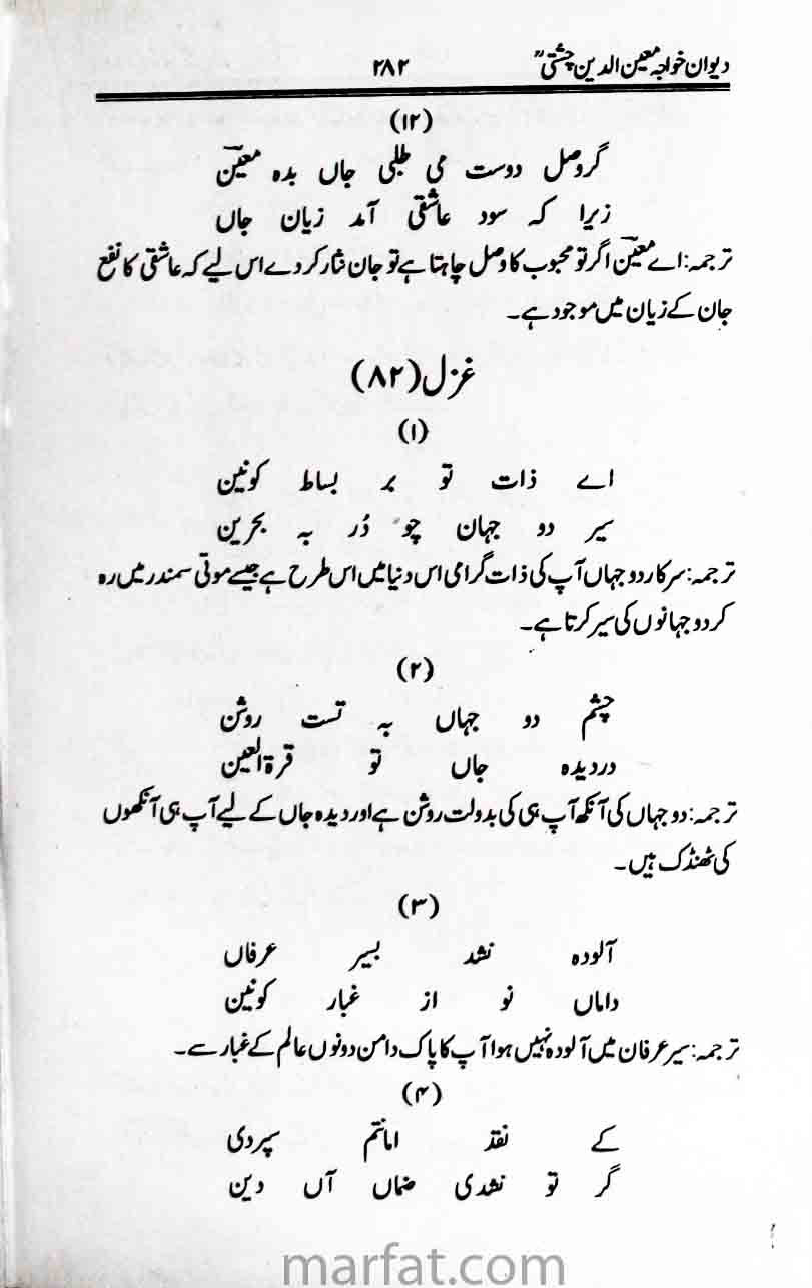 دیوان خواجہ معین الدین چشتیؒ ۲۸۲
(۱۲)
گر وصل دوست می طلبی جاں بدہ معینؔ
زیرا کہ سود عاشقی آمد زیان جاں
ترجمہ: اے معینؔ اگر تو محبوب کا وصل چاہتا ہے تو جان نثار کر دے اس لیے کہ عاشقی کا نفع
جان کے زیان میں موجود ہے۔
غزل (۸۲)
(۱)
اے ذات تو بر بساط کونین
سیر دو جہان چو دُر بہ بحرین
ترجمہ: سرکار دو جہاں آپ کی ذات گرامی اس دنیا میں اس طرح ہے جیسے موتی سمندر میں رہ
کر دو جہانوں کی سیر کرتا ہے۔
(۲)
چشم دو جہاں بہ تست روشن
دردیدہ جاں تو قرۃ العین
ترجمہ: دو جہاں کی آنکھ آپ ہی کی بدولت روشن ہے اور دیدہ جاں کے لیے آپ ہی آنکھوں
کی ٹھنڈک ہیں۔
(۳)
آلودہ نشد بسیر عرفاں
داماں تو از غبار کونین
ترجمہ: سیر عرفان میں آلودہ نہیں ہوا آپ کا پاک دامن دونوں عالم کے غبار سے۔
(۴)
کے نقد امانتم سپردی
گر تو نشدی ضماں آں دین
marfat.com